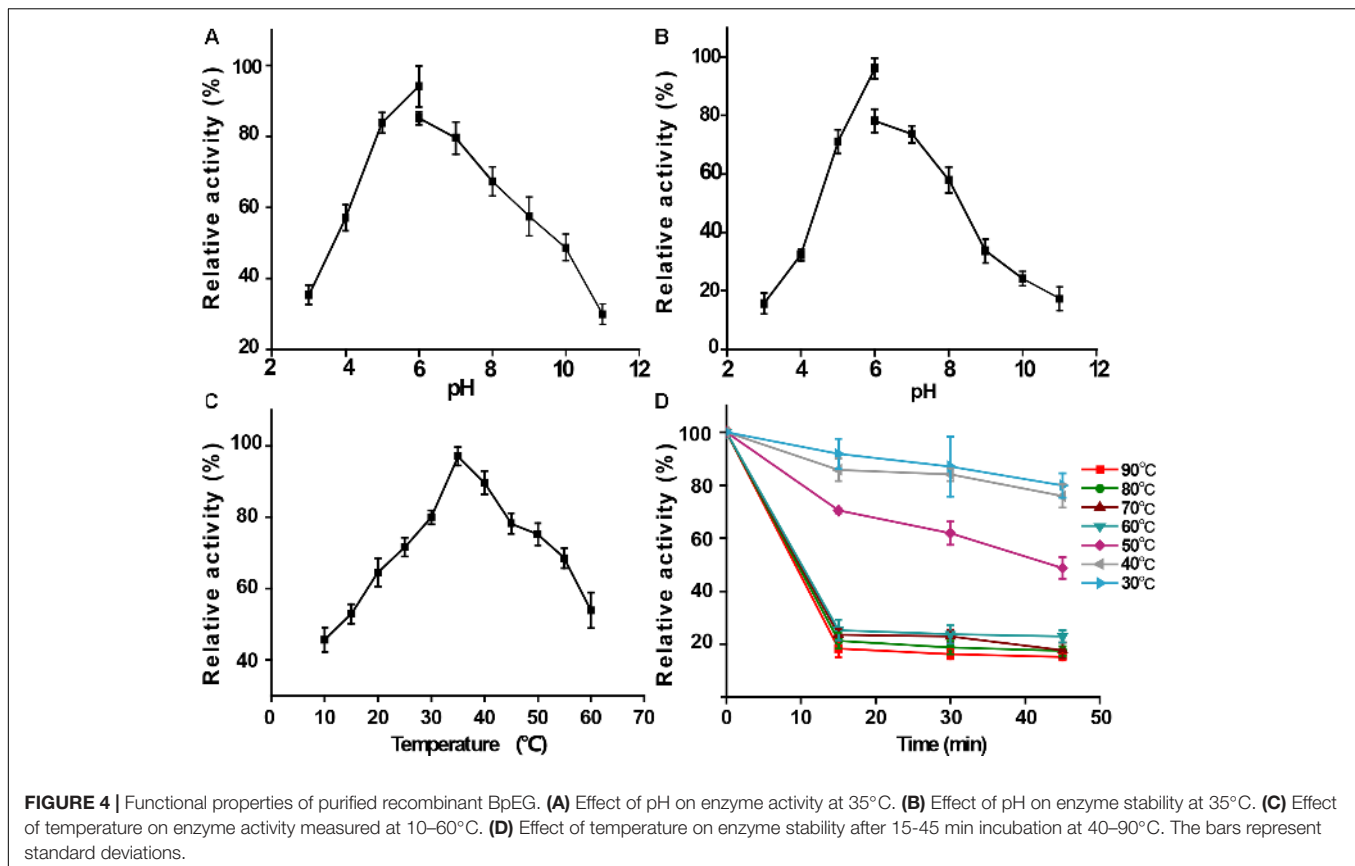 A
Relative activity (%)
100
80
60
40
20
2 4 6 8 10 12
pH
B
Relative activity (%)
100
80
60
40
20
0
2 4 6 8 10 12
pH
C
Relative activity (%)
100
80
60
40
0 10 20 30 40 50 60 70
Temperature (°C)
D
Relative activity (%)
100
80
60
40
20
0 10 20 30 40 50
Time (min)
90°C
80°C
70°C
60°C
50°C
40°C
30°C
FIGURE 4 | Functional properties of purified recombinant BpEG. (A) Effect of pH on enzyme activity at 35°C. (B) Effect of pH on enzyme stability at 35°C. (C) Effect
of temperature on enzyme activity measured at 10–60°C. (D) Effect of temperature on enzyme stability after 15-45 min incubation at 40–90°C. The bars represent
standard deviations.